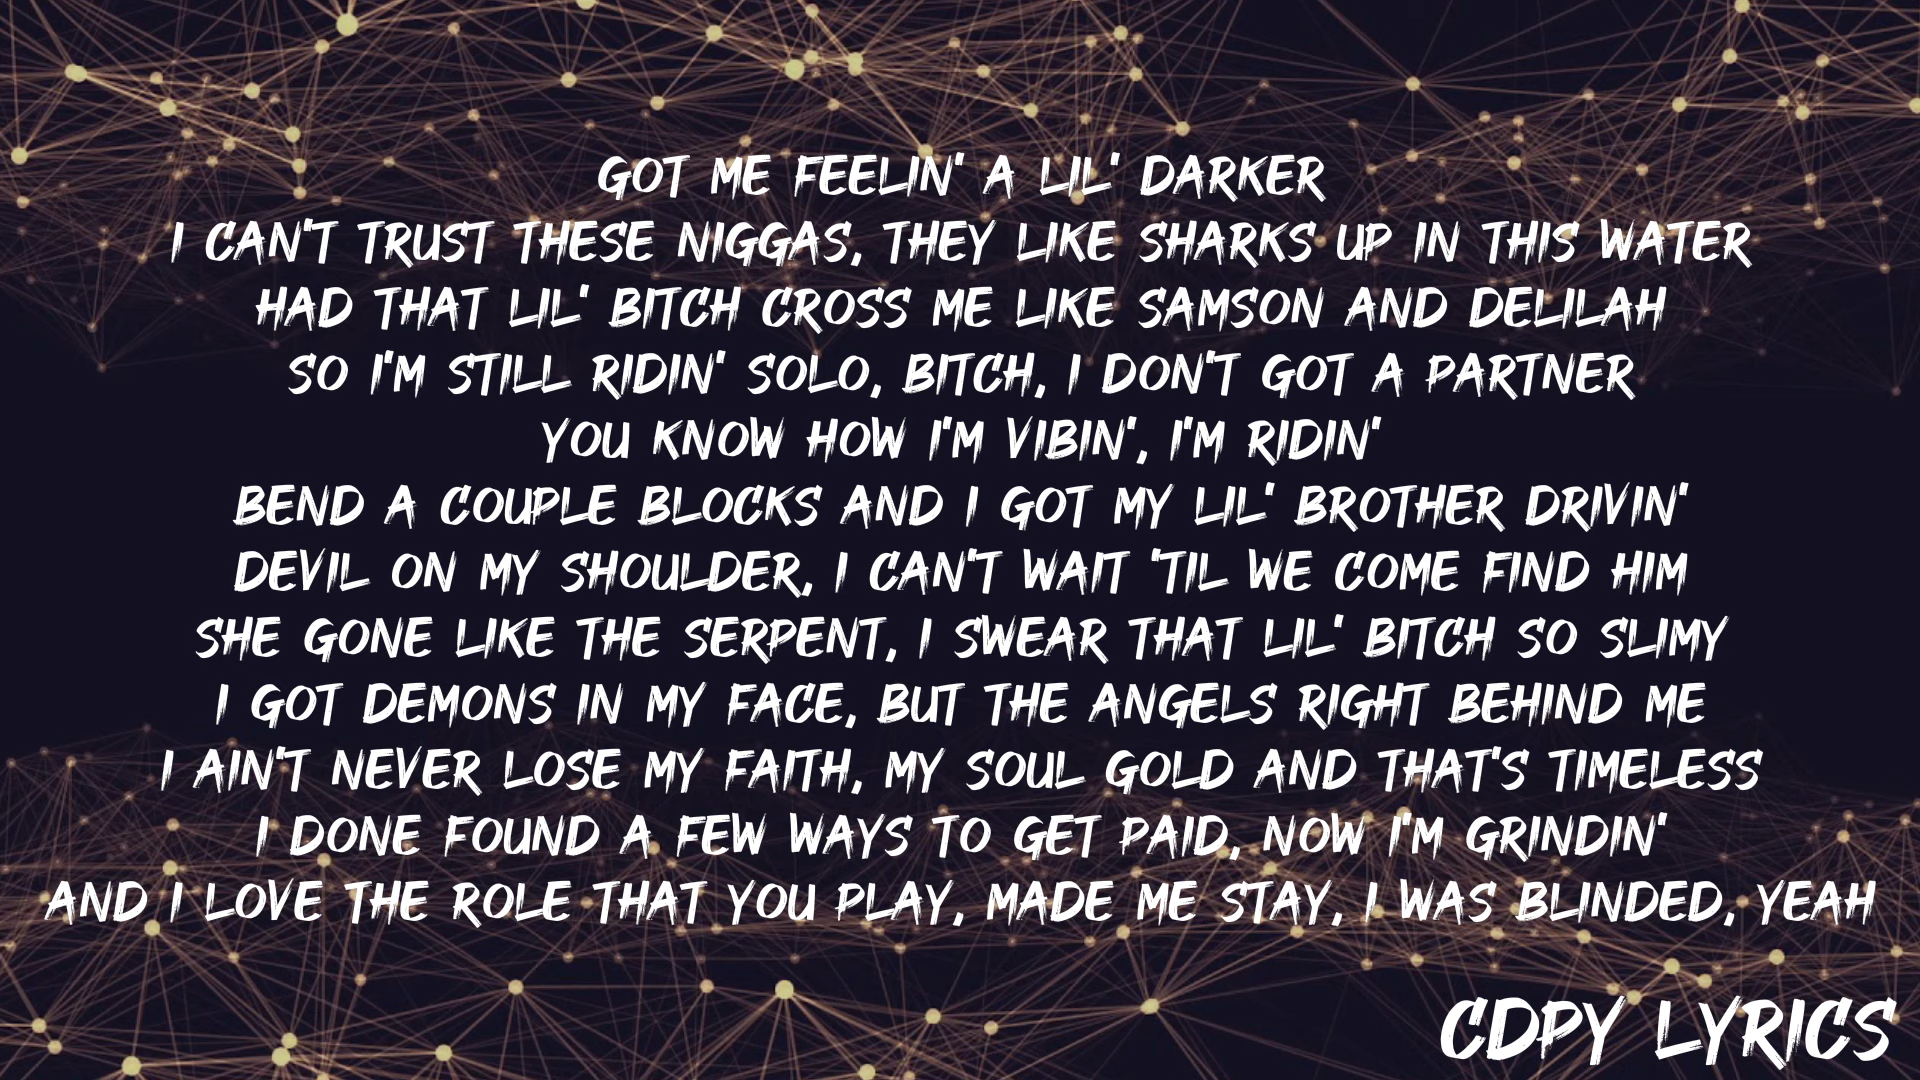 GOT ME FEELIN' A LIL' DARKER
I CAN'T TRUST THESE NIGGAS, THEY LIKE SHARKS UP IN THIS WATER
HAD THAT LIL' BITCH CROSS ME LIKE SAMSON AND DELILAH
SO I'M STILL RIDIN' SOLO, BITCH, I DON'T GOT A PARTNER
YOU KNOW HOW I'M VIBIN', I'M RIDIN'
BEND A COUPLE BLOCKS AND I GOT MY LIL' BROTHER DRIVIN'
DEVIL ON MY SHOULDER, I CAN'T WAIT 'TIL WE COME FIND HIM
SHE GONE LIKE THE SERPENT, I SWEAR THAT LIL' BITCH SO SLIMY
I GOT DEMONS IN MY FACE, BUT THE ANGELS RIGHT BEHIND ME
I AIN'T NEVER LOSE MY FAITH, MY SOUL GOLD AND THAT'S TIMELESS
I DONE FOUND A FEW WAYS TO GET PAID, NOW I'M GRINDIN'
AND I LOVE THE ROLE THAT YOU PLAY, MADE ME STAY, I WAS BLINDED, YEAH
CDPY LYRICS